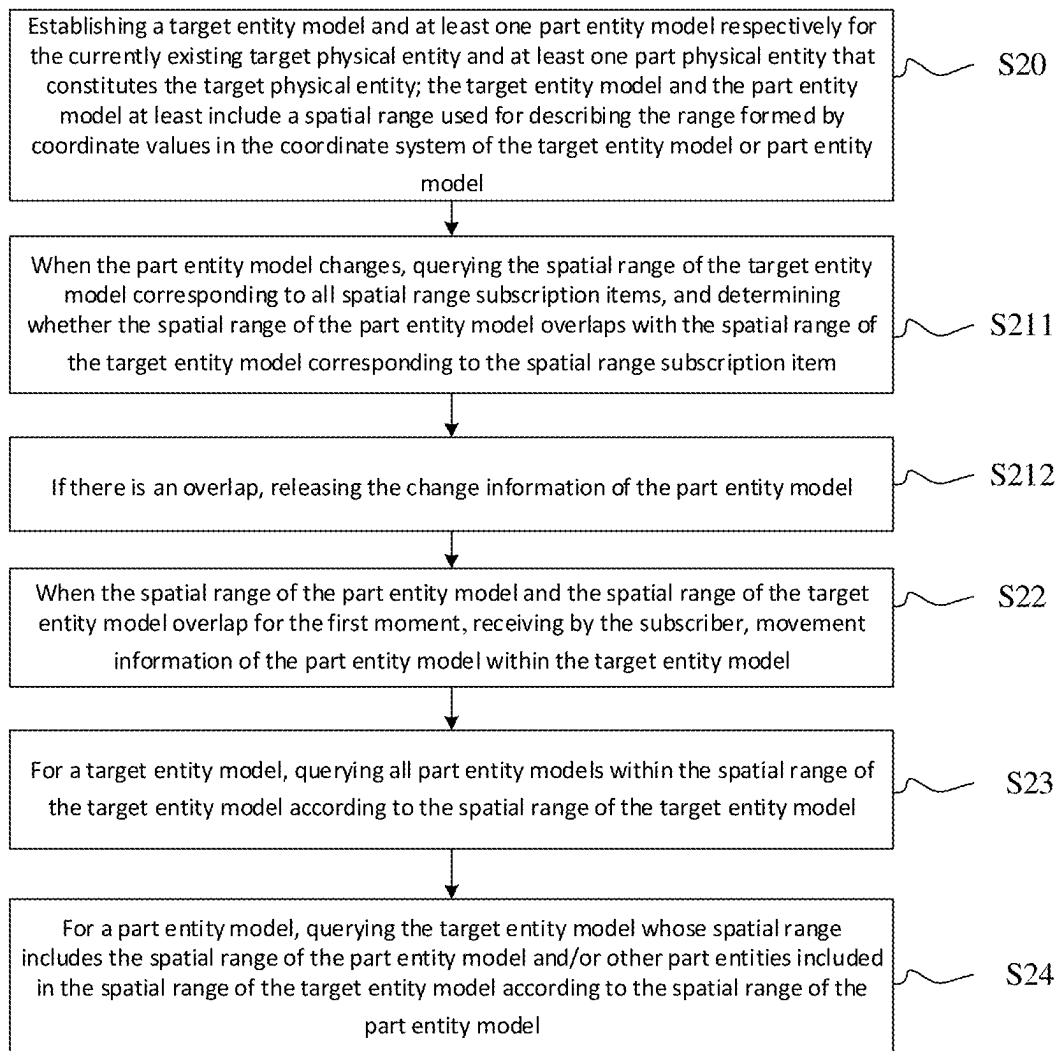 Establishing a target entity model and at least one part entity model respectively for
the currently existing target physical entity and at least one part physical entity that
constitutes the target physical entity; the target entity model and the part entity
model at least include a spatial range used for describing the range formed by
coordinate values in the coordinate system of the target entity model or part entity
model
S20
When the part entity model changes, querying the spatial range of the target entity
model corresponding to all spatial range subscription items, and determining
whether the spatial range of the part entity model overlaps with the spatial range of
the target entity model corresponding to the spatial range subscription item
S211
If there is an overlap, releasing the change information of the part entity model
S212
When the spatial range of the part entity model and the spatial range of the target
entity model overlap for the first moment, receiving by the subscriber, movement
information of the part entity model within the target entity model
S22
For a target entity model, querying all part entity models within the spatial range of
the target entity model according to the spatial range of the target entity model
S23
For a part entity model, querying the target entity model whose spatial range
includes the spatial range of the part entity model and/or other part entities included
in the spatial range of the target entity model according to the spatial range of the
part entity model
S24